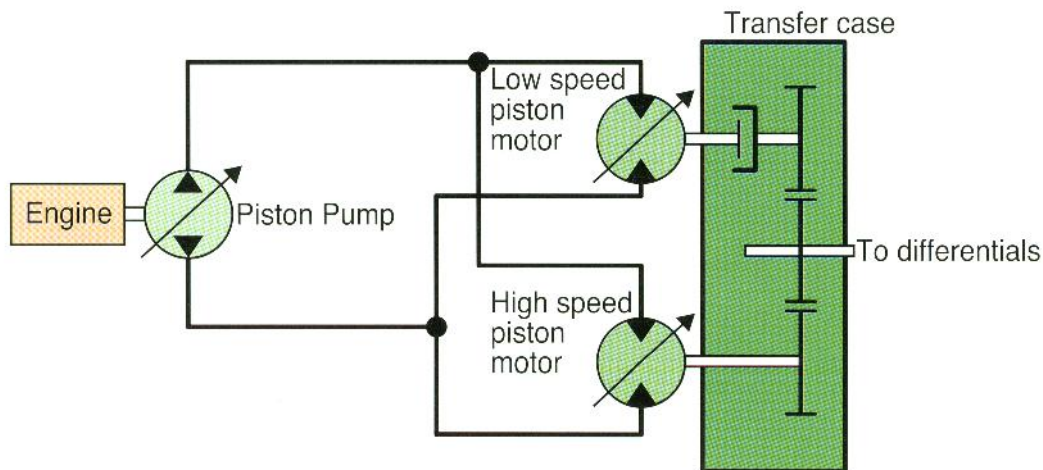 Transfer case
Low speed
piston
motor
Engine
Piston Pump
To differentials
High speed
piston
motor